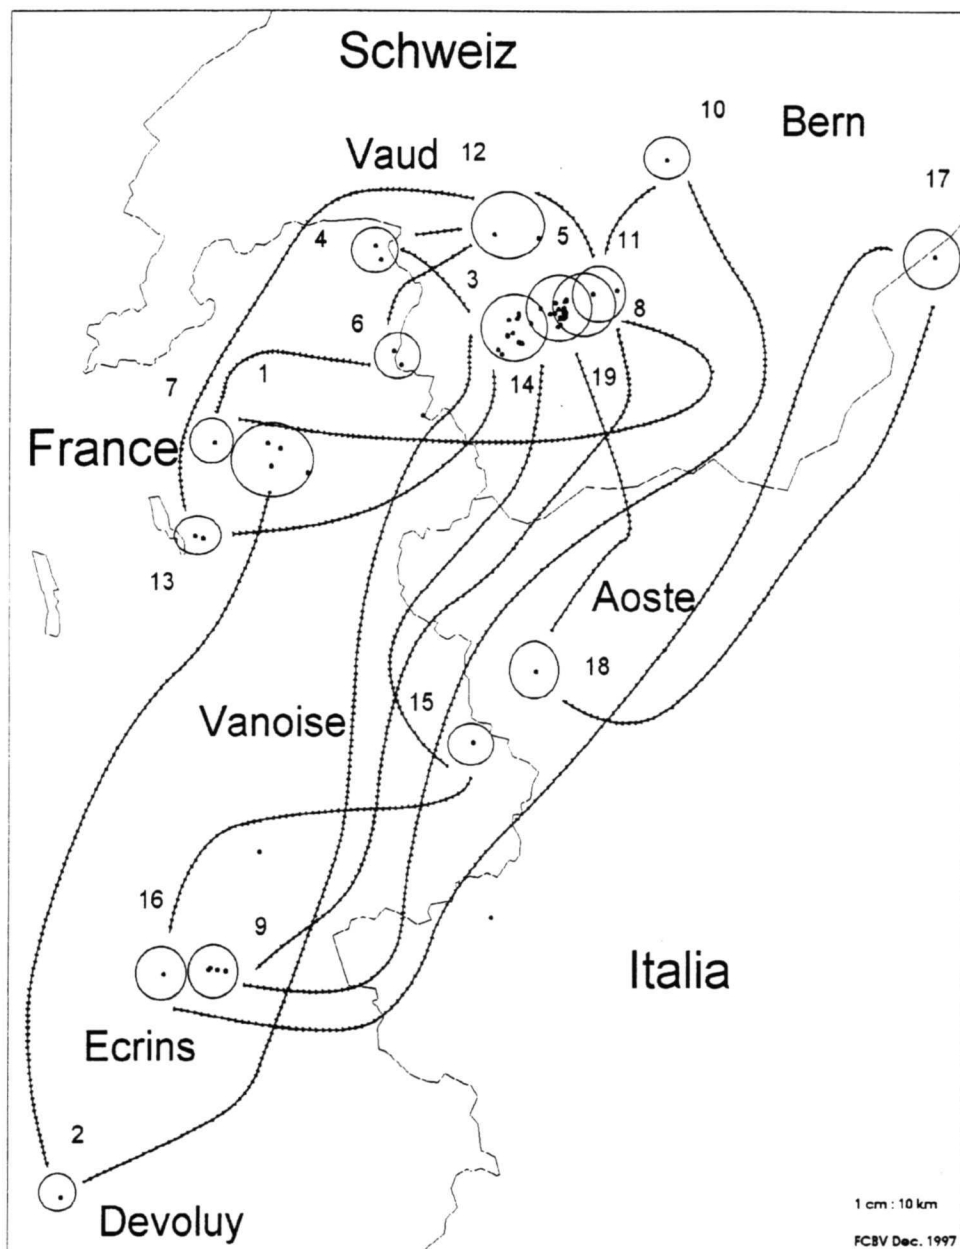 Schweiz
10
Bern
Vaud
12
17
4
5
11
3
6
8
7
1
14
19
France
13
Aoste
18
Vanoise
15
16
9
Italia
Ecrins
2
Devoluy
1 cm : 10 km
FCBV Dec. 1997